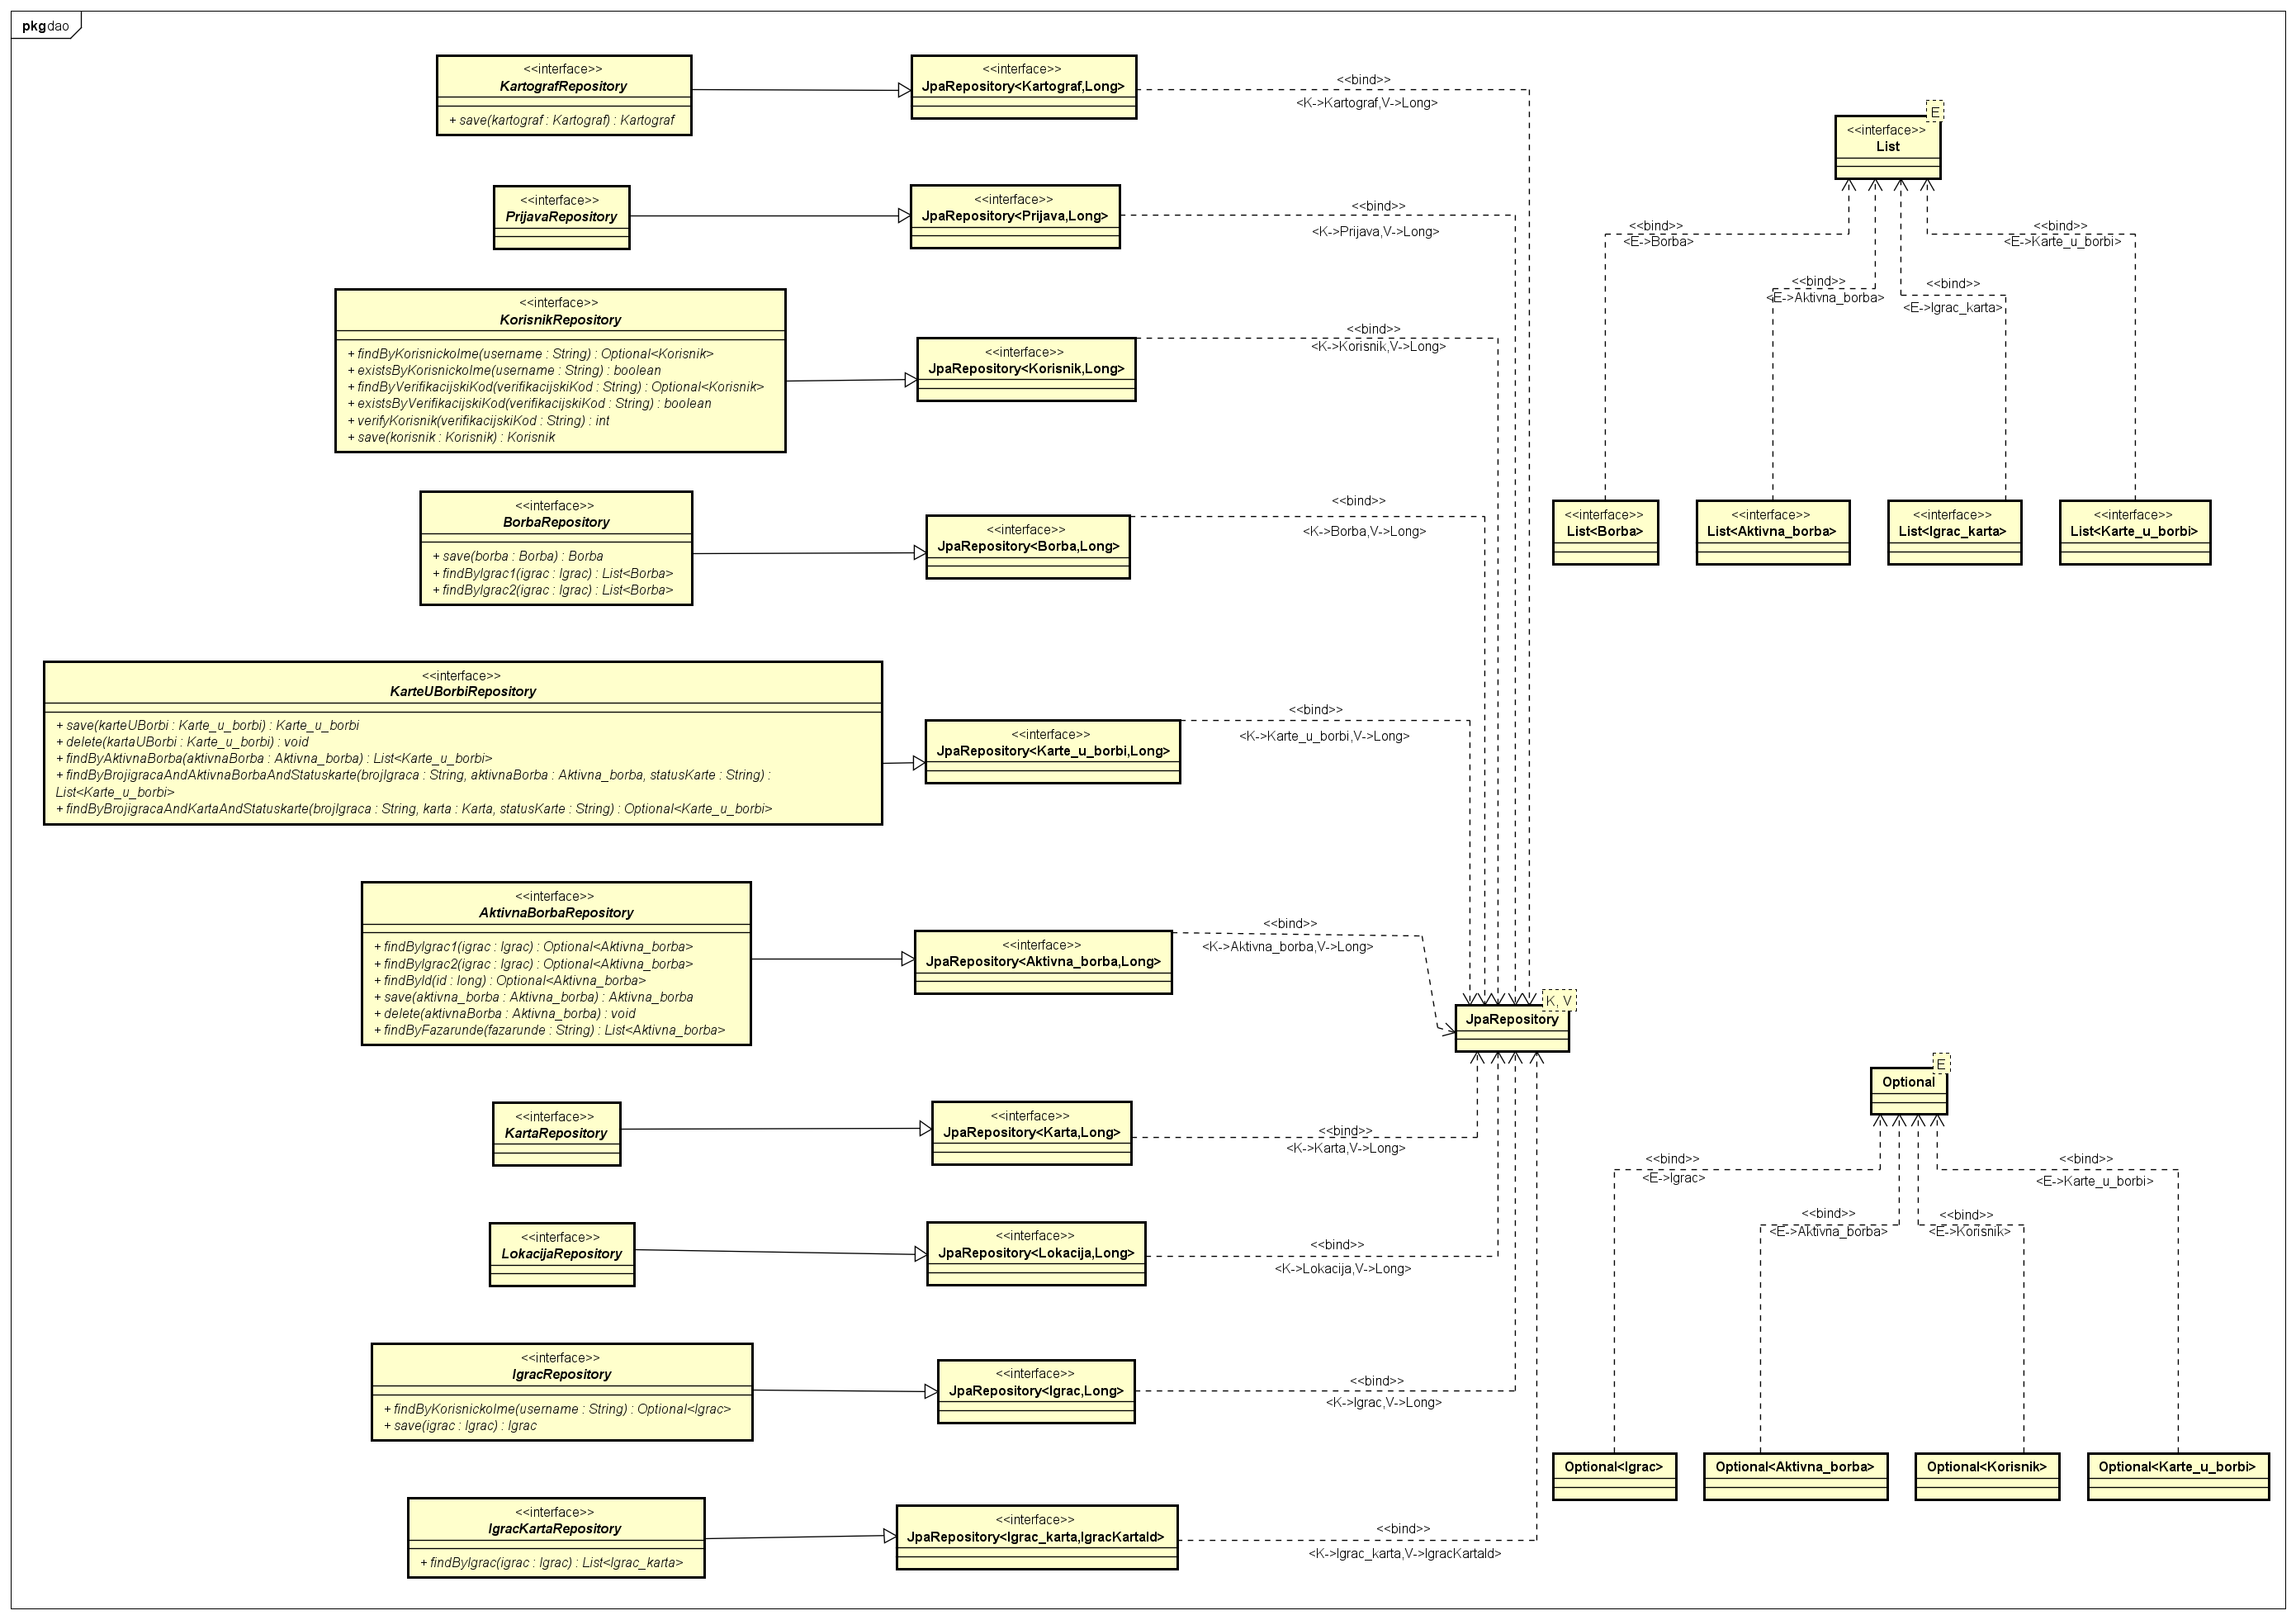 pkg dao
<<interface>>
KartografRepository
+ save(kartograf : Kartograf) : Kartograf
<<interface>>
JpaRepository<Kartograf,Long>
<<bind>>
<K->Kartograf,V->Long>
<<interface>>
PrijavaRepository
<<interface>>
JpaRepository<Prijava,Long>
<<bind>>
<K->Prijava,V->Long>
<<interface>>
KorisnikRepository
+ findByKorisnickoIme(username : String) : Optional<Korisnik>
+ existsByKorisnickoIme(username : String) : boolean
+ findByVerifikacijskiKod(verifikacijskiKod : String) : Optional<Korisnik>
+ existsByVerifikacijskiKod(verifikacijskiKod : String) : boolean
+ verifyKorisnik(verifikacijskiKod : String) : int
+ save(korisnik : Korisnik) : Korisnik
<<interface>>
JpaRepository<Korisnik,Long>
<<bind>>
<K->Korisnik,V->Long>
<<interface>>
BorbaRepository
+ save(borba : Borba) : Borba
+ findByIgrac1(igrac : Igrac) : List<Borba>
+ findByIgrac2(igrac : Igrac) : List<Borba>
<<interface>>
JpaRepository<Borba,Long>
<<bind>>
<K->Borba,V->Long>
<<interface>>
KarteUBorbiRepository
+ save(karteUBorbi : Karte_u_borbi) : Karte_u_borbi
+ delete(kartaUBorbi : Karte_u_borbi) : void
+ findByAktivnaBorba(aktivnaBorba : Aktivna_borba) : List<Karte_u_borbi>
+ findByBrojigracaAndAktivnaBorbaAndStatuskarte(brojIgraca : String, aktivnaBorba : Aktivna_borba, statusKarte : String) :
List<Karte_u_borbi>
+ findByBrojigracaAndKartaAndStatuskarte(brojIgraca : String, karta : Karta, statusKarte : String) : Optional<Karte_u_borbi>
<<interface>>
JpaRepository<Karte_u_borbi,Long>
<<bind>>
<K->Karte_u_borbi,V->Long>
<<interface>>
AktivnaBorbaRepository
+ findByIgrac1(igrac : Igrac) : Optional<Aktivna_borba>
+ findByIgrac2(igrac : Igrac) : Optional<Aktivna_borba>
+ findById(id : long) : Optional<Aktivna_borba>
+ save(aktivna_borba : Aktivna_borba) : Aktivna_borba
+ delete(aktivnaBorba : Aktivna_borba) : void
+ findByFazarunde(fazarunde : String) : List<Aktivna_borba>
<<interface>>
JpaRepository<Aktivna_borba,Long>
<<bind>>
<K->Aktivna_borba,V->Long>
K, V
JpaRepository
<<interface>>
KartaRepository
<<interface>>
JpaRepository<Karta,Long>
<<bind>>
<K->Karta,V->Long>
<<interface>>
LokacijaRepository
<<interface>>
JpaRepository<Lokacija,Long>
<<bind>>
<K->Lokacija,V->Long>
<<interface>>
IgracRepository
+ findByKorisnickoIme(username : String) : Optional<Igrac>
+ save(igrac : Igrac) : Igrac
<<interface>>
JpaRepository<Igrac,Long>
<<bind>>
<K->Igrac,V->Long>
<<interface>>
IgracKartaRepository
+ findByIgrac(igrac : Igrac) : List<Igrac_karta>
<<interface>>
JpaRepository<Igrac_karta,IgracKartaId>
<<bind>>
<K->Igrac_karta,V->IgracKartaId>
E
<<interface>>
List
<<bind>>
<E->Borba>
<<bind>>
<E->Aktivna_borba>
<<bind>>
<E->Igrac_karta>
<<bind>>
<E->Karte_u_borbi>
<<interface>>
List<Borba>
<<interface>>
List<Aktivna_borba>
<<interface>>
List<Igrac_karta>
<<interface>>
List<Karte_u_borbi>
E
Optional
<<bind>>
<E->Igrac>
<<bind>>
<E->Aktivna_borba>
<<bind>>
<E->Korisnik>
<<bind>>
<E->Karte_u_borbi>
Optional<Igrac>
Optional<Aktivna_borba>
Optional<Korisnik>
Optional<Karte_u_borbi>